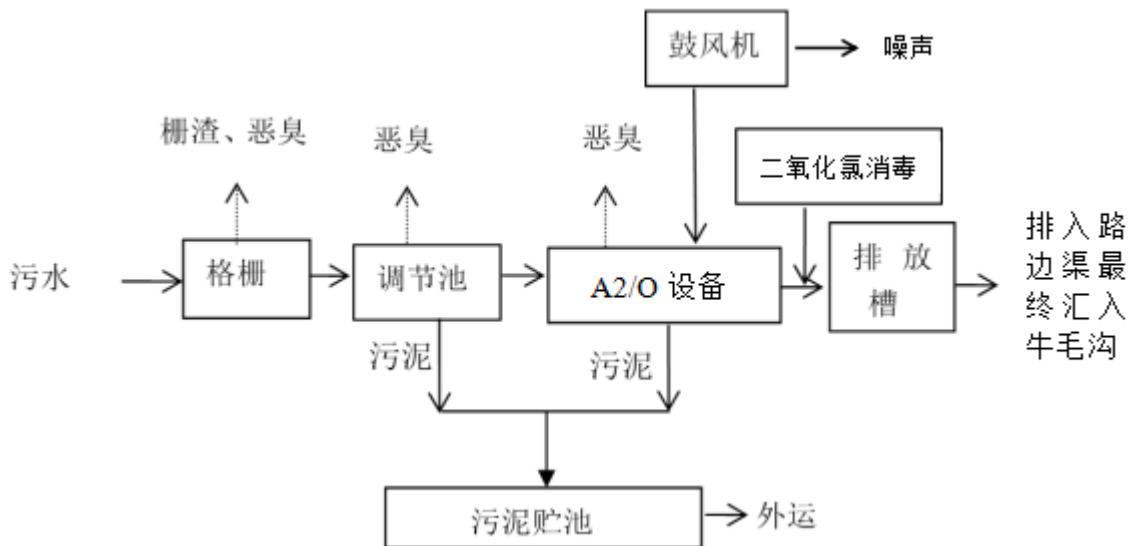 鼓风机
噪声
栅渣、恶臭
恶臭
恶臭
二氧化氯消毒
污水
格栅
调节池
A2/O 设备
排 放
槽
排入路
边渠最
终汇入
牛毛沟
污泥
污泥
污泥贮池
外运